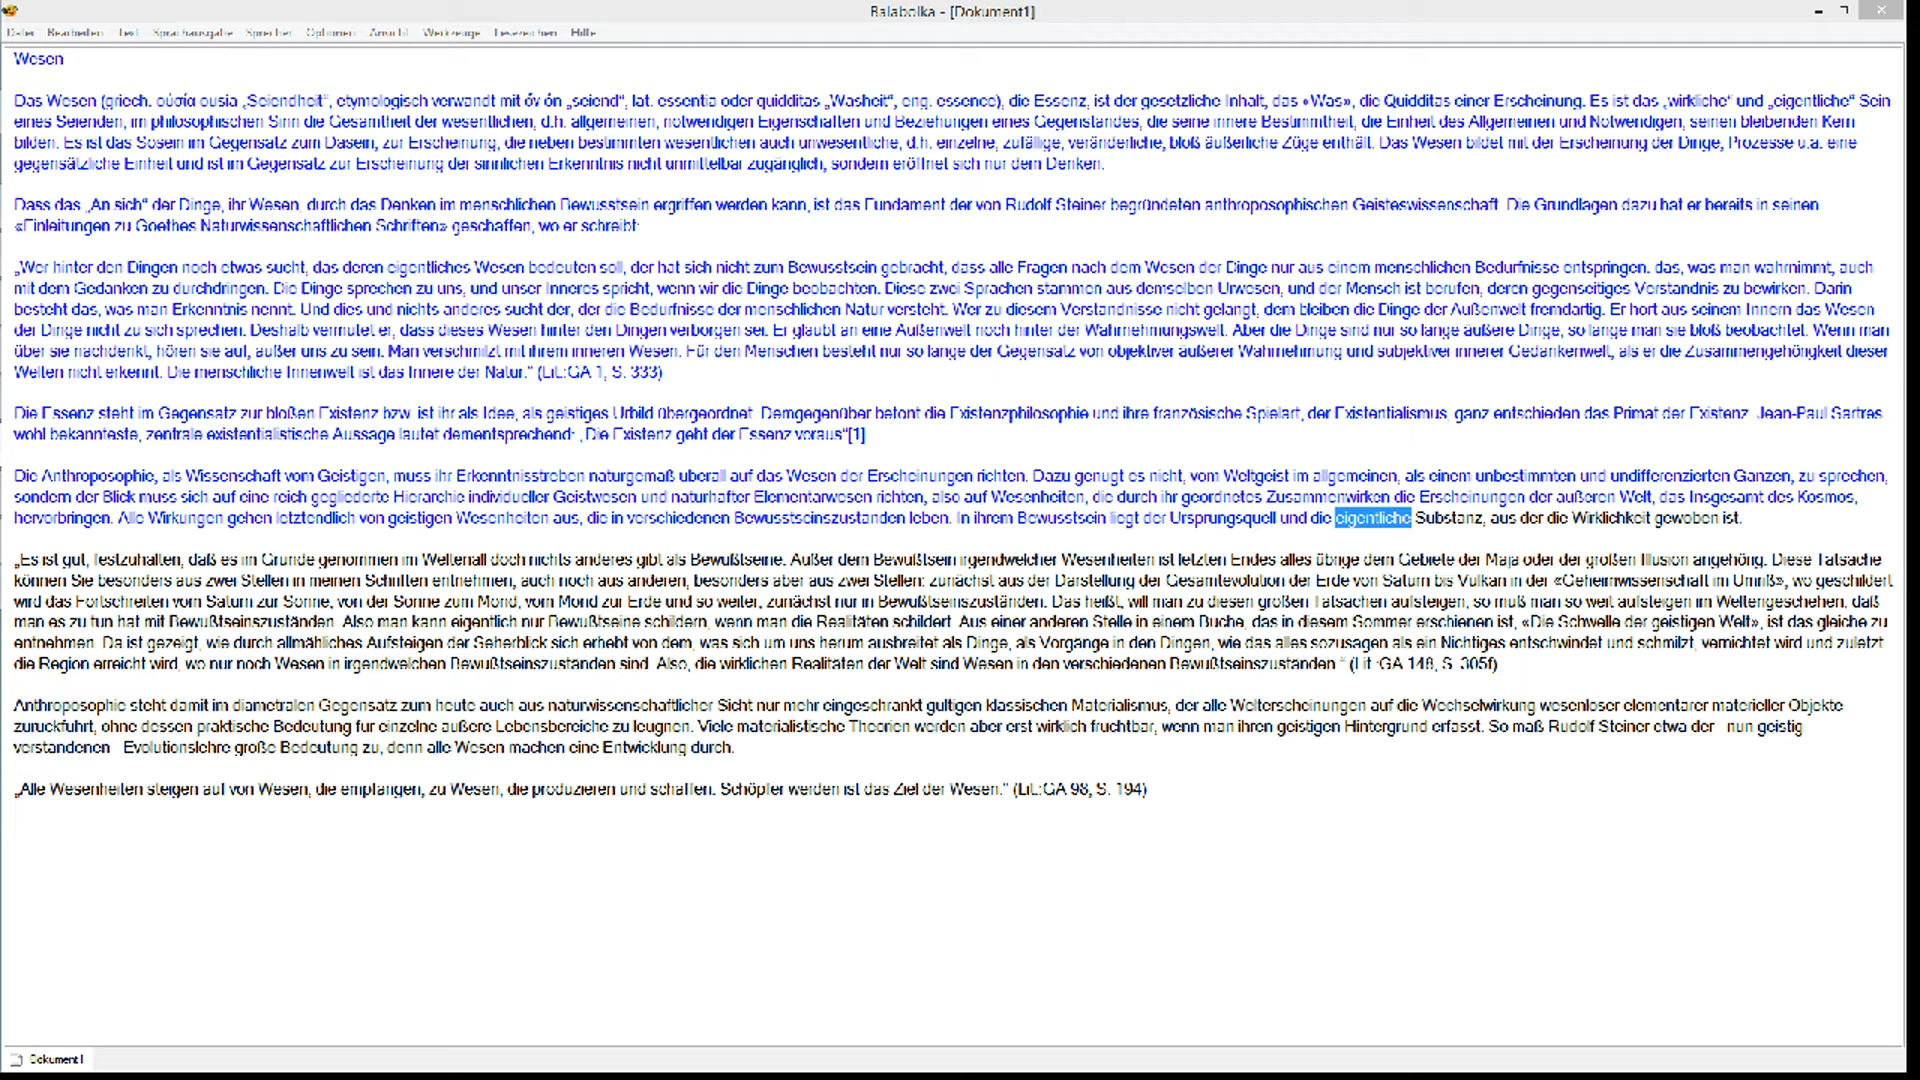 Balabolka - [Dokument1]
Datei Bearbeiten Text Sprachausgabe Sprecher Optionen Ansicht Werkzeuge Lesezeichen Hilfe
Wesen
Das Wesen (griech. οὐσία ousia „Seiendheit“, etymologisch verwandt mit ὄν ón „seiend“, lat. essentia oder quidditas „Washeit“, eng. essence), die Essenz, ist der gesetzliche Inhalt, das «Was», die Quidditas einer Erscheinung. Es ist das „wirkliche“ und „eigentliche“ Sein
eines Seienden, im philosophischen Sinn die Gesamtheit der wesentlichen, d.h. allgemeinen, notwendigen Eigenschaften und Beziehungen eines Gegenstandes, die seine innere Bestimmtheit, die Einheit des Allgemeinen und Notwendigen, seinen bleibenden Kern
bilden. Es ist das Sosein im Gegensatz zum Dasein, zur Erscheinung, die neben bestimmten wesentlichen auch unwesentliche, d.h. einzelne, zufällige, veränderliche, bloß äußerliche Züge enthält. Das Wesen bildet mit der Erscheinung der Dinge, Prozesse u.a. eine
gegensätzliche Einheit und ist im Gegensatz zur Erscheinung der sinnlichen Erkenntnis nicht unmittelbar zugänglich, sondern eröffnet sich nur dem Denken.
Dass das „An sich“ der Dinge, ihr Wesen, durch das Denken im menschlichen Bewusstsein ergriffen werden kann, ist das Fundament der von Rudolf Steiner begründeten anthroposophischen Geisteswissenschaft. Die Grundlagen dazu hat er bereits in seinen
«Einleitungen zu Goethes Naturwissenschaftlichen Schriften» geschaffen, wo er schreibt:
„Wer hinter den Dingen noch etwas sucht, das deren eigentliches Wesen bedeuten soll, der hat sich nicht zum Bewusstsein gebracht, dass alle Fragen nach dem Wesen der Dinge nur aus einem menschlichen Bedürfnisse entspringen: das, was man wahrnimmt, auch
mit dem Gedanken zu durchdringen. Die Dinge sprechen zu uns, und unser Inneres spricht, wenn wir die Dinge beobachten. Diese zwei Sprachen stammen aus demselben Urwesen, und der Mensch ist berufen, deren gegenseitiges Verständnis zu bewirken. Darin
besteht das, was man Erkenntnis nennt. Und dies und nichts anderes sucht der, der die Bedürfnisse der menschlichen Natur versteht. Wer zu diesem Verständnisse nicht gelangt, dem bleiben die Dinge der Außenwelt fremdartig. Er hört aus seinem Innern das Wesen
der Dinge nicht zu sich sprechen. Deshalb vermutet er, dass dieses Wesen hinter den Dingen verborgen sei. Er glaubt an eine Außenwelt noch hinter der Wahrnehmungswelt. Aber die Dinge sind nur so lange äußere Dinge, so lange man sie bloß beobachtet. Wenn man
über sie nachdenkt, hören sie auf, außer uns zu sein. Man verschmilzt mit ihrem inneren Wesen. Für den Menschen besteht nur so lange der Gegensatz von objektiver äußerer Wahrnehmung und subjektiver innerer Gedankenwelt, als er die Zusammengehörigkeit dieser
Welten nicht erkennt. Die menschliche Innenwelt ist das Innere der Natur.“ (Lit.:GA 1, S. 333)
Die Essenz steht im Gegensatz zur bloßen Existenz bzw. ist ihr als Idee, als geistiges Urbild übergeordnet. Demgegenüber betont die Existenzphilosophie und ihre französische Spielart, der Existentialismus, ganz entschieden das Primat der Existenz. Jean-Paul Sartres
wohl bekannteste, zentrale existentialistische Aussage lautet dementsprechend: „Die Existenz geht der Essenz voraus“[1]
Die Anthroposophie, als Wissenschaft vom Geistigen, muss ihr Erkenntnisstreben naturgemäß überall auf das Wesen der Erscheinungen richten. Dazu genügt es nicht, vom Weltgeist im allgemeinen, als einem unbestimmten und undifferenzierten Ganzen, zu sprechen,
sondern der Blick muss sich auf eine reich gegliederte Hierarchie individueller Geistwesen und naturhafter Elementarwesen richten, also auf Wesenheiten, die durch ihr geordnetes Zusammenwirken die Erscheinungen der äußeren Welt, das Insgesamt des Kosmos,
hervorbringen. Alle Wirkungen gehen letztendlich von geistigen Wesenheiten aus, die in verschiedenen Bewusstseinszuständen leben. In ihrem Bewusstsein liegt der Ursprungsquell und die eigentliche Substanz, aus der die Wirklichkeit gewoben ist.
„Es ist gut, festzuhalten, daß es im Grunde genommen im Weltenall doch nichts anderes gibt als Bewußtseine. Außer dem Bewußtsein irgendwelcher Wesenheiten ist letzten Endes alles übrige dem Gebiete der Maja oder der großen Illusion angehörig. Diese Tatsache
können Sie besonders aus zwei Stellen in meinen Schriften entnehmen, auch noch aus anderen, besonders aber aus zwei Stellen: zunächst aus der Darstellung der Gesamtevolution der Erde von Saturn bis Vulkan in der «Geheimwissenschaft im Umriß», wo geschildert
wird das Fortschreiten vom Saturn zur Sonne, von der Sonne zum Mond, vom Mond zur Erde und so weiter, zunächst nur in Bewußtseinszuständen. Das heißt, will man zu diesen großen Tatsachen aufsteigen, so muß man so weit aufsteigen im Weltengeschehen, daß
man es zu tun hat mit Bewußtseinszuständen. Also man kann eigentlich nur Bewußtseine schildern, wenn man die Realitäten schildert. Aus einer anderen Stelle in einem Buche, das in diesem Sommer erschienen ist, «Die Schwelle der geistigen Welt», ist das gleiche zu
entnehmen. Da ist gezeigt, wie durch allmähliches Aufsteigen der Seherblick sich erhebt von dem, was sich um uns herum ausbreitet als Dinge, als Vorgänge in den Dingen, wie das alles sozusagen als ein Nichtiges entschwindet und schmilzt, vernichtet wird und zuletzt
die Region erreicht wird, wo nur noch Wesen in irgendwelchen Bewußtseinszuständen sind. Also, die wirklichen Realitäten der Welt sind Wesen in den verschiedenen Bewußtseinszuständen.“ (Lit.:GA 148, S. 305f)
Anthroposophie steht damit im diametralen Gegensatz zum heute auch aus naturwissenschaftlicher Sicht nur mehr eingeschränkt gültigen klassischen Materialismus, der alle Welterscheinungen auf die Wechselwirkung wesenloser elementarer materieller Objekte
zurückführt, ohne dessen praktische Bedeutung für einzelne äußere Lebensbereiche zu leugnen. Viele materialistische Theorien werden aber erst wirklich fruchtbar, wenn man ihren geistigen Hintergrund erfasst. So maß Rudolf Steiner etwa der nun geistig
verstandenen Evolutionslehre große Bedeutung zu, denn alle Wesen machen eine Entwicklung durch.
„Alle Wesenheiten steigen auf von Wesen, die empfangen, zu Wesen, die produzieren und schaffen. Schöpfer werden ist das Ziel der Wesen.“ (Lit.:GA 98, S. 194)
Dokument1